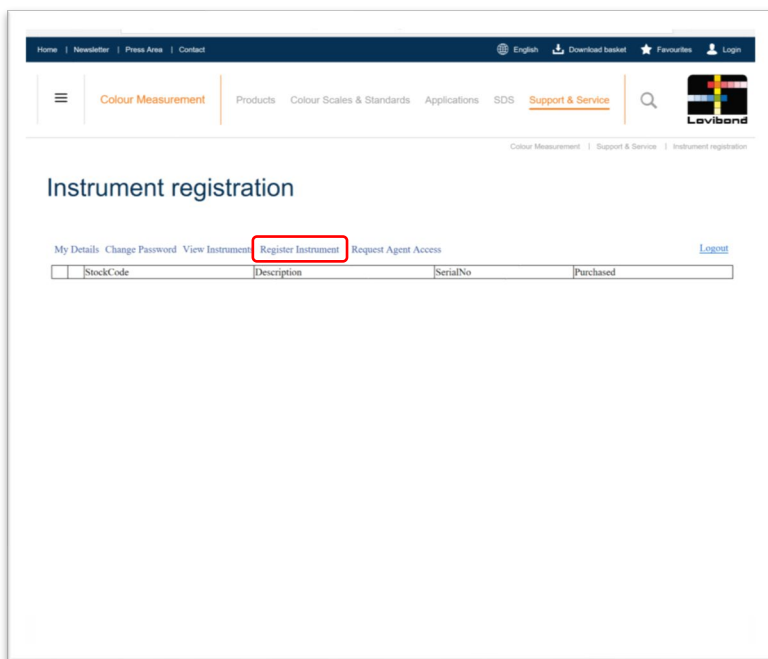 Home | Newsletter | Press Area | Contact English Download basket Favourites Login
Colour Measurement Products Colour Scales & Standards Applications SDS Support & Service Lovibond
Colour Measurement | Support & Service | Instrument registration
Instrument registration
My Details Change Password View Instruments Register Instrument Request Agent Access Logout
StockCode Description SerialNo Purchased